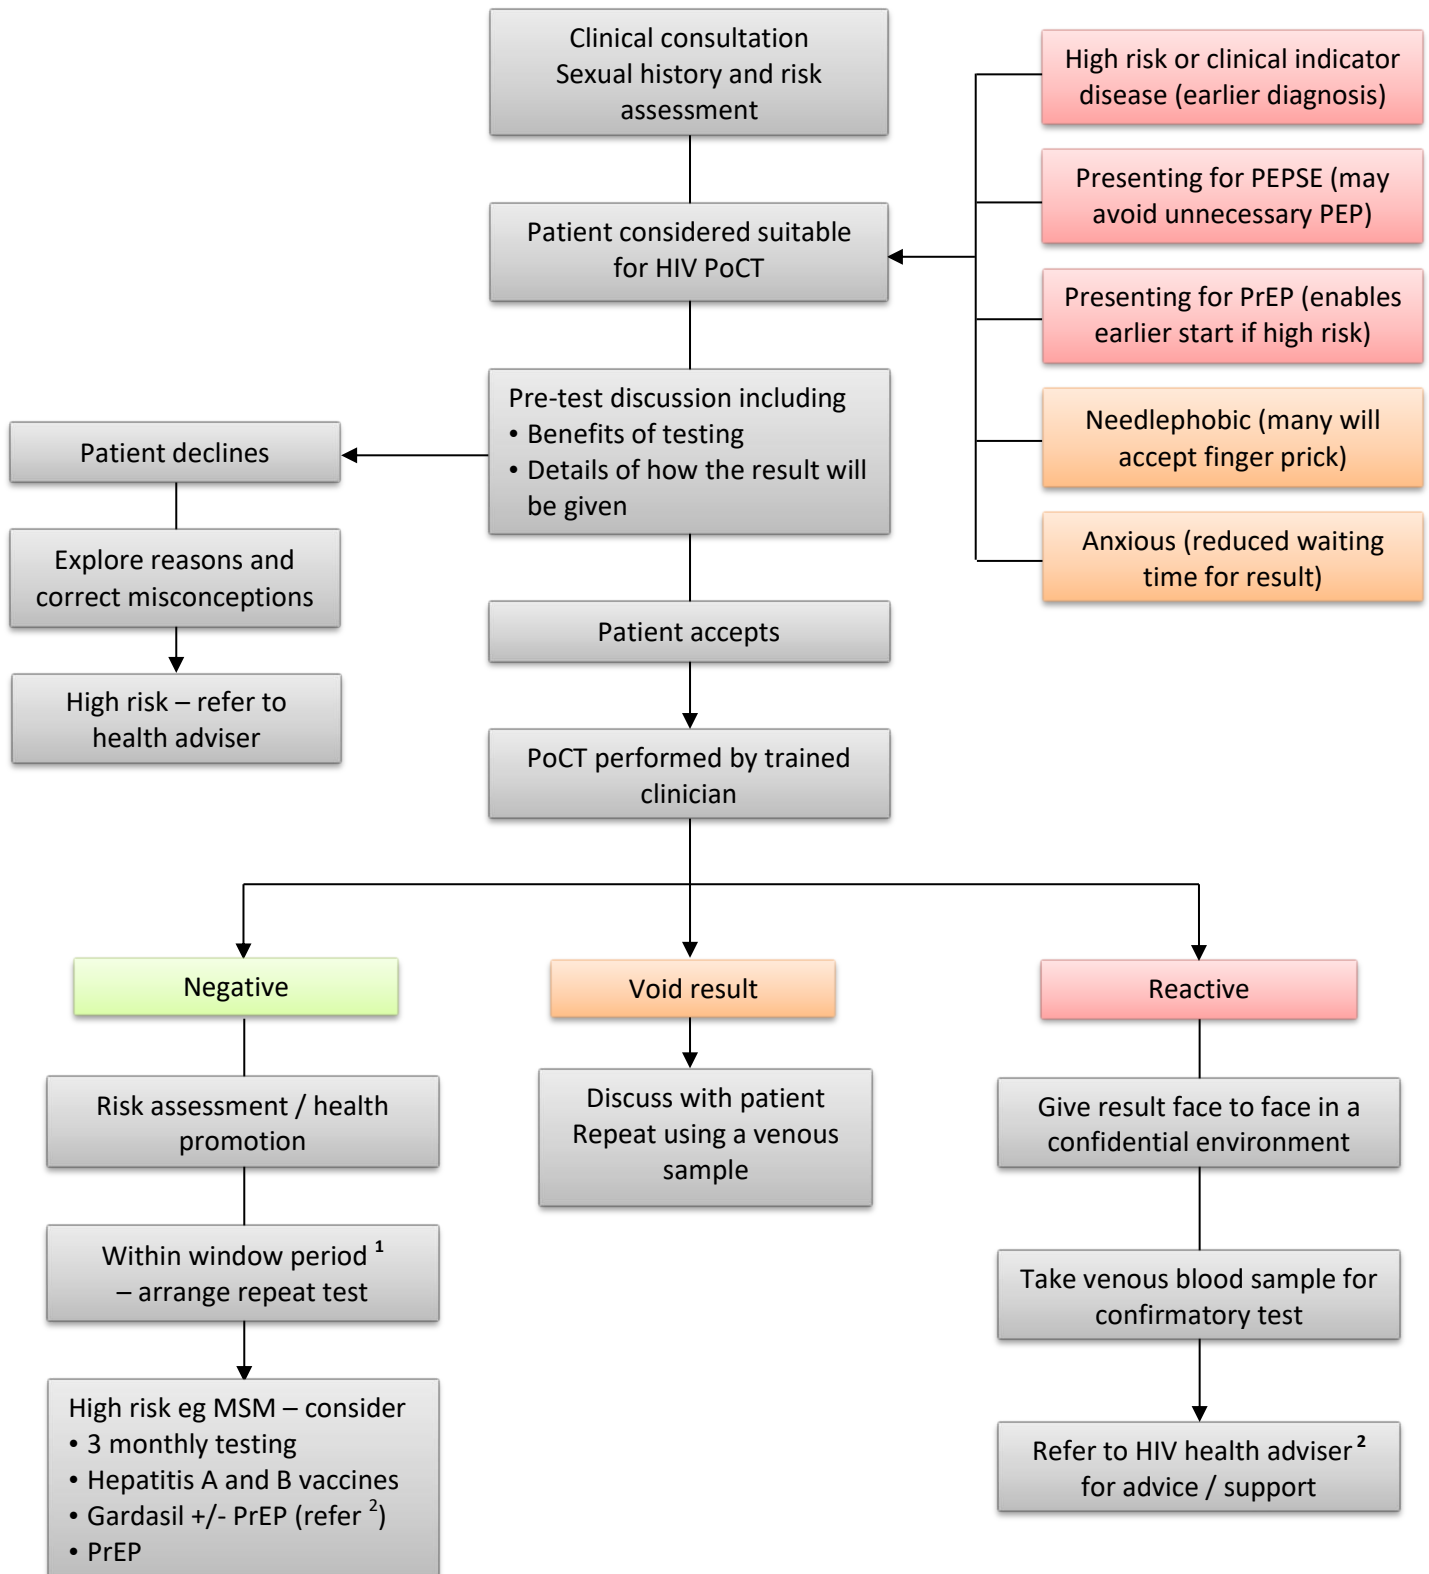 Clinical consultation
Sexual history and risk
assessment
High risk or clinical indicator
disease (earlier diagnosis)
Presenting for PEPSE (may
avoid unnecessary PEP)
Patient considered suitable
for HIV PoCT
Presenting for PrEP (enables
earlier start if high risk)
Pre-test discussion including
• Benefits of testing
• Details of how the result will
be given
Needlephobic (many will
accept finger prick)
Patient declines
Anxious (reduced waiting
time for result)
Explore reasons and
correct misconceptions
Patient accepts
High risk – refer to
health adviser
PoCT performed by trained
clinician
Negative
Void result
Reactive
Risk assessment / health
promotion
Discuss with patient
Repeat using a venous
sample
Give result face to face in a
confidential environment
Within window period ¹
– arrange repeat test
Take venous blood sample for
confirmatory test
High risk eg MSM – consider
• 3 monthly testing
• Hepatitis A and B vaccines
• Gardasil +/- PrEP (refer ²)
• PrEP
Refer to HIV health adviser ²
for advice / support